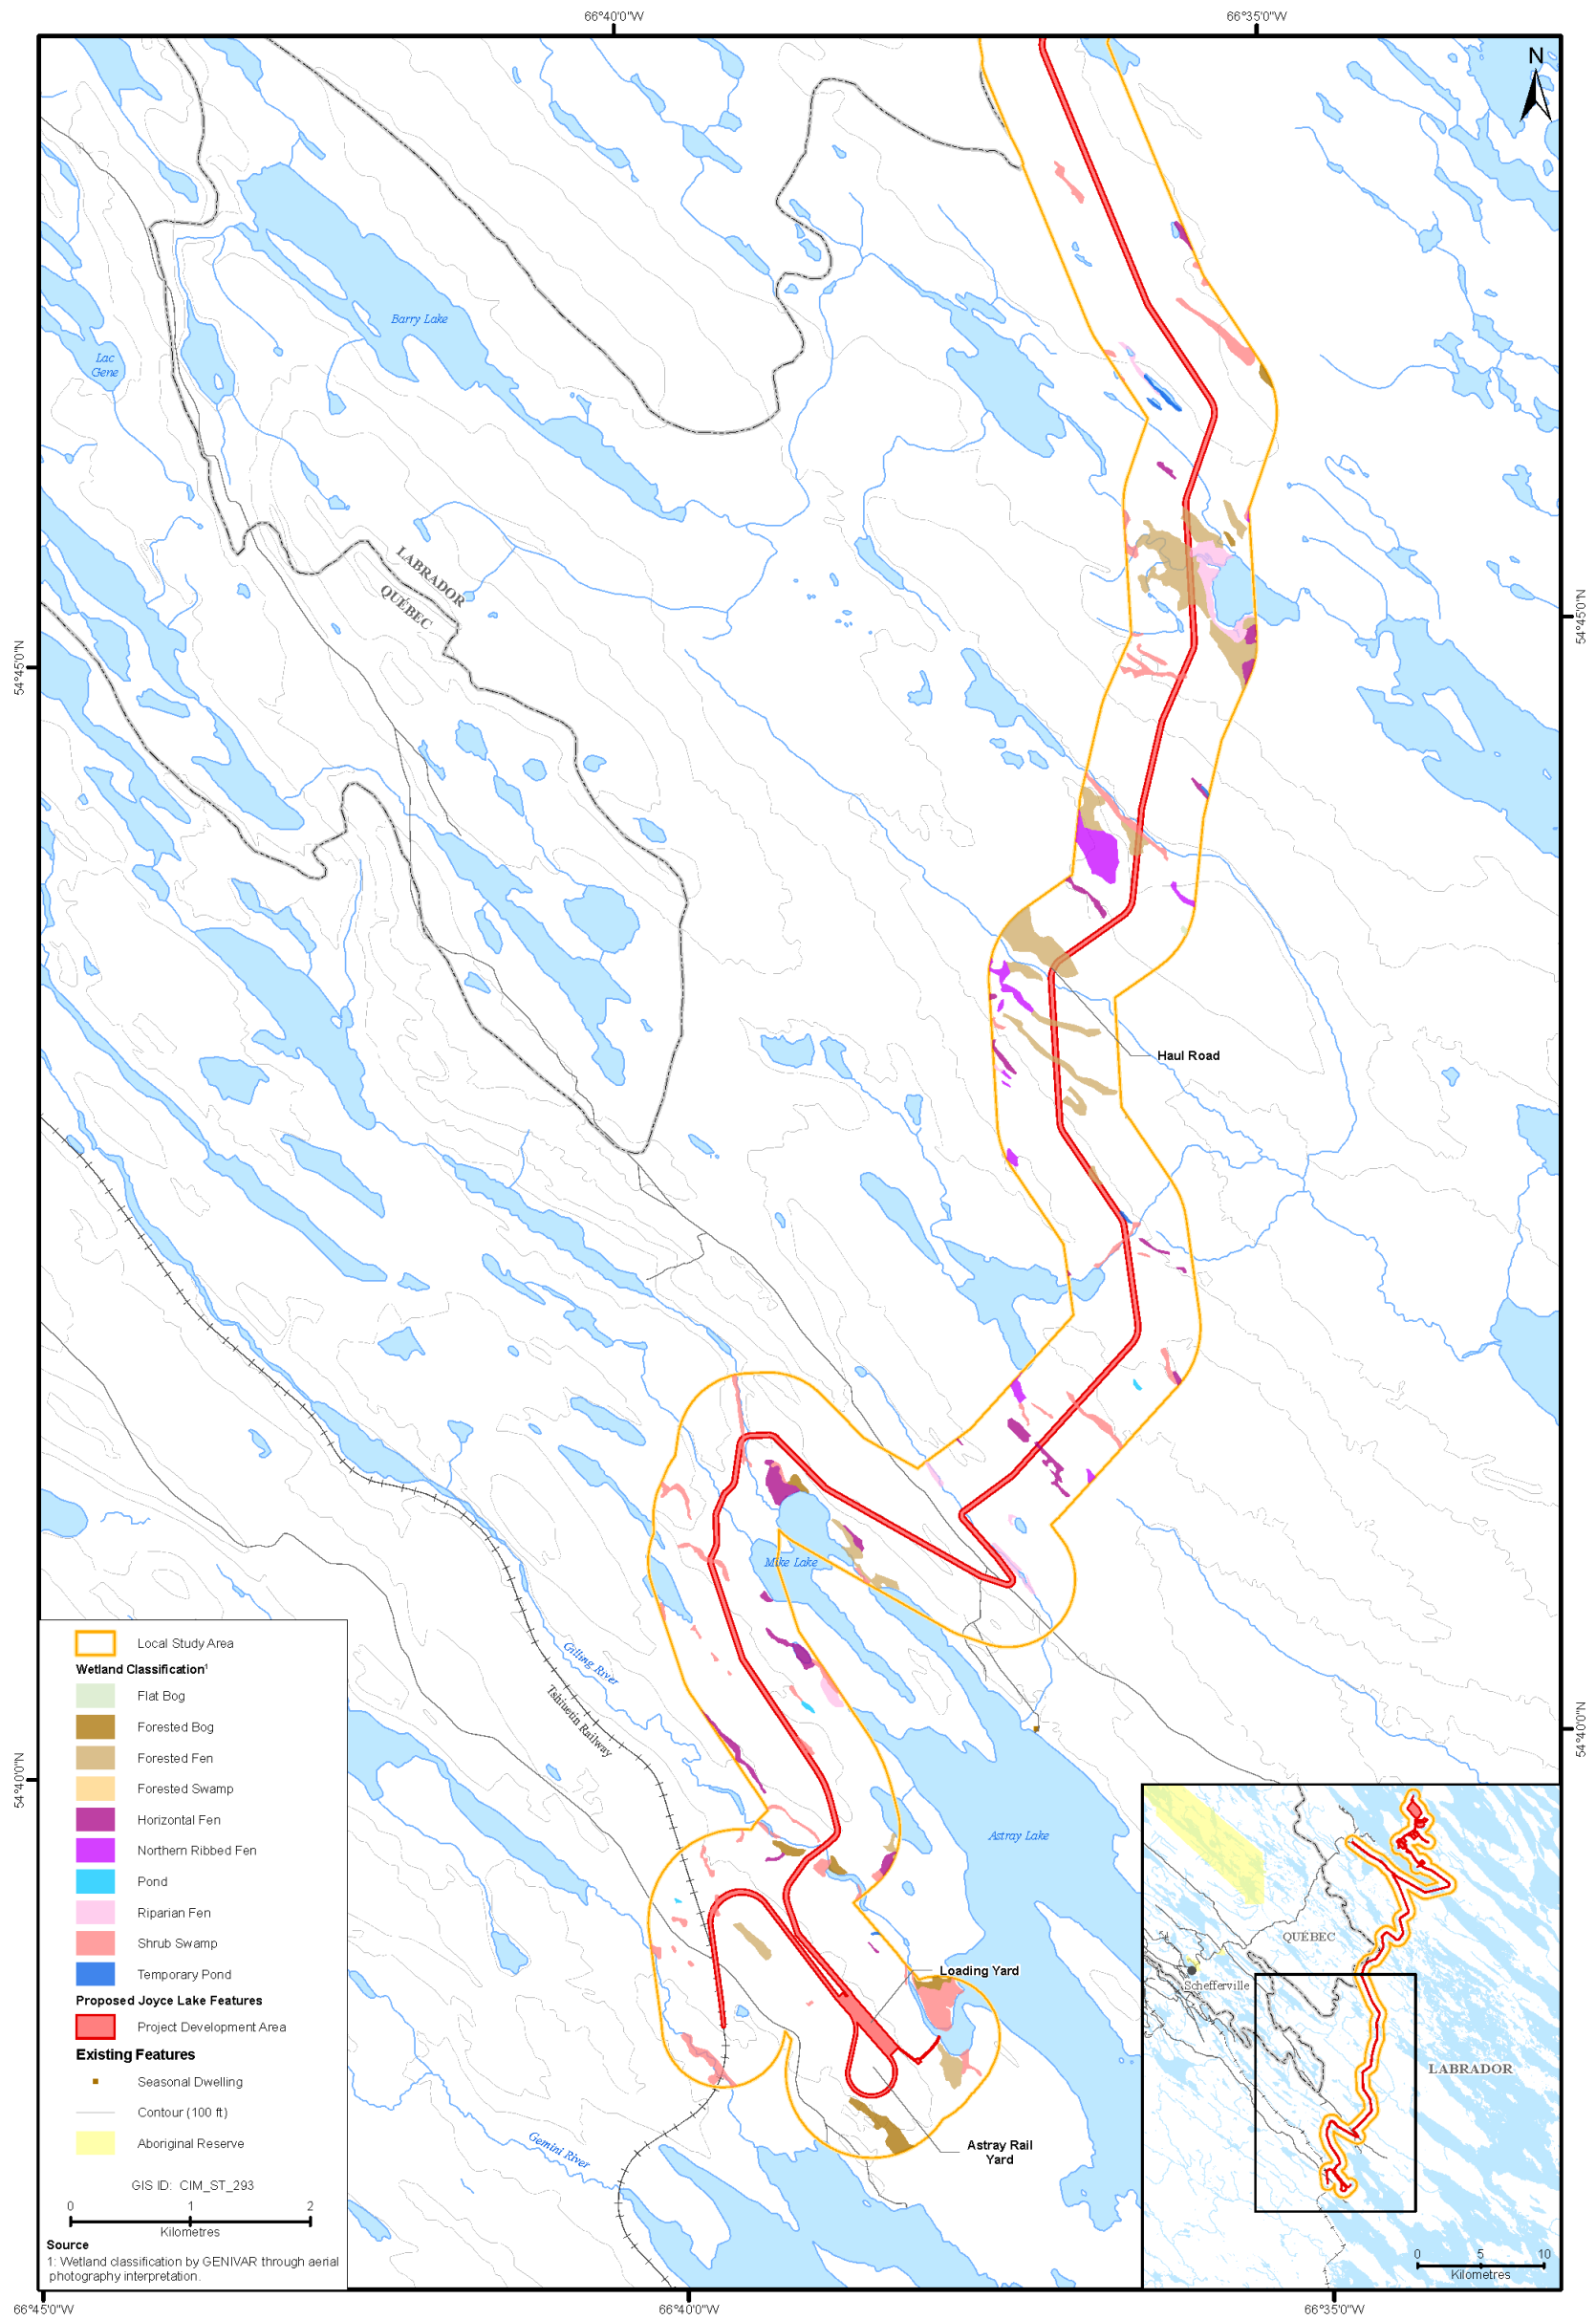 66°40'0"W
66°35'0"W
N
Barry Lake
Lac
Gene
LABRADOR
QUÉBEC
54°45'0"N
54°45'0"N
Haul Road
Mike Lake
Gilling River
Tshiuetin Railway
54°40'0"N
54°40'0"N
Astray Lake
Loading Yard
Astray Rail
Yard
Gemini River
Local Study Area
Wetland Classification¹
Flat Bog
Forested Bog
Forested Fen
Forested Swamp
Horizontal Fen
Northern Ribbed Fen
Pond
Riparian Fen
Shrub Swamp
Temporary Pond
Proposed Joyce Lake Features
Project Development Area
Existing Features
Seasonal Dwelling
Contour (100 ft)
Aboriginal Reserve
GIS ID: CIM_ST_293
0 1 2
Kilometres
Source
1: Wetland classification by GENIVAR through aerial
photography interpretation.
QUÉBEC
Schefferville
LABRADOR
0 5 10
Kilometres
66°45'0"W
66°40'0"W
66°35'0"W